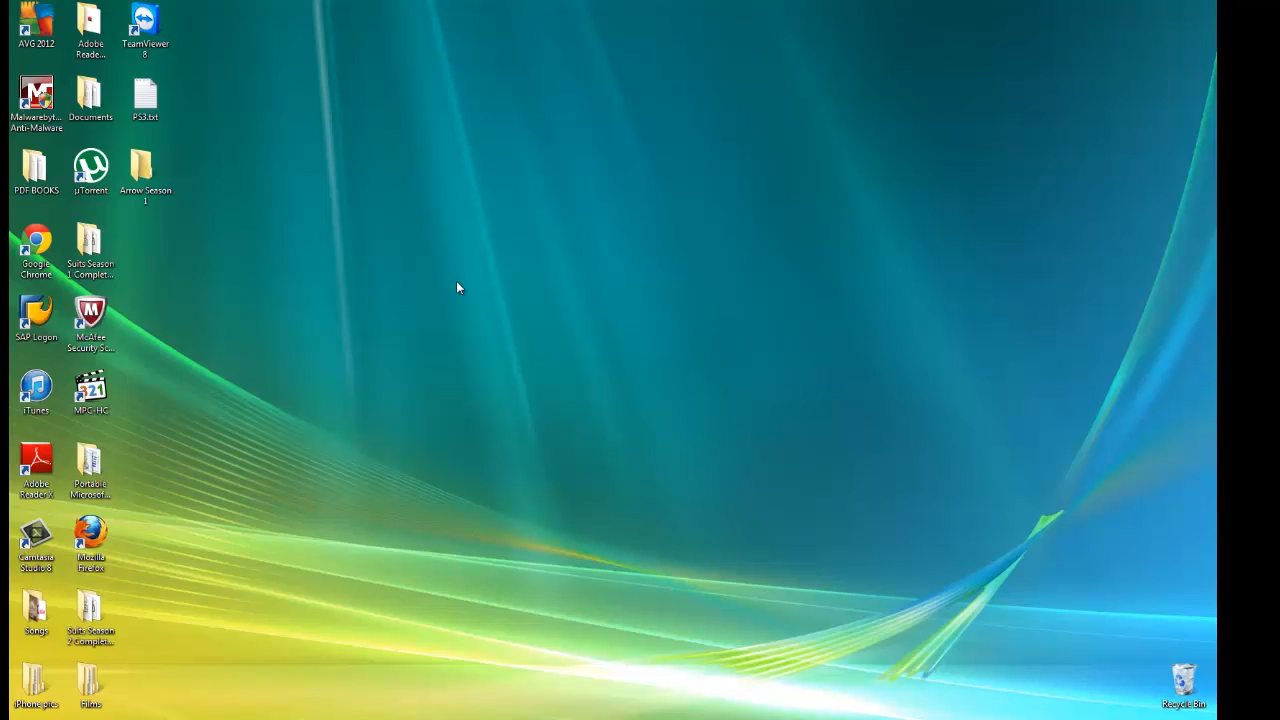 AVG 2012
Adobe
Reade...
TeamViewer
8
Malwarebyt...
Anti-Malware
Documents
PS3.txt
PDF BOOKS
µTorrent
Arrow Season
1
Google
Chrome
Suits Season
1 Complet...
SAP Logon
McAfee
Security Sc...
iTunes
321
MPC-HC
Adobe
Reader X
Portable
Microsof...
Camtasia
Studio 8
Mozilla
Firefox
Songs
Suits Season
2 Complet...
iPhone pics
Films
Recycle Bin